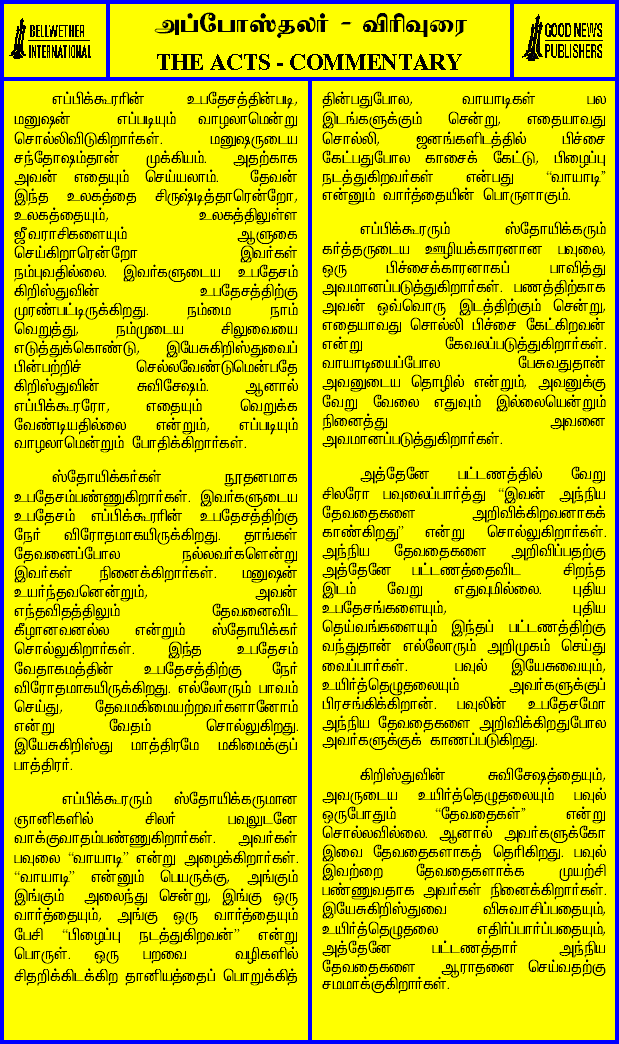 BELLWETHER
INTERNATIONAL
அப்போஸ்தலர் - விரிவுரை
THE ACTS - COMMENTARY
GOOD NEWS
PUBLISHERS
எப்பிக்கூரரின் உபதேசத்தின்படி,
மனுஷன் எப்படியும் வாழலாமென்று
சொல்லிவிடுகிறார்கள். மனுஷருடைய
சந்தோஷம்தான் முக்கியம். அதற்காக
அவன் எதையும் செய்யலாம். தேவன்
இந்த உலகத்தை சிருஷ்டித்தாரென்றோ,
உலகத்தையும், உலகத்திலுள்ள
ஜீவராசிகளையும் ஆளுகை
செய்கிறாரென்றோ இவர்கள்
நம்புவதில்லை. இவர்களுடைய உபதேசம்
கிறிஸ்துவின் உபதேசத்திற்கு
முரண்பட்டிருக்கிறது. நம்மை நாம்
வெறுத்து, நம்முடைய சிலுவையை
எடுத்துக்கொண்டு, இயேசுகிறிஸ்துவைப்
பின்பற்றிச் செல்லவேண்டுமென்பதே
கிறிஸ்துவின் சுவிசேஷம். ஆனால்
எப்பிக்கூரரோ, எதையும் வெறுக்க
வேண்டியதில்லை என்றும், எப்படியும்
வாழலாமென்றும் போதிக்கிறார்கள்.
ஸ்தோயிக்கர்கள் நூதனமாக
உபதேசம்பண்ணுகிறார்கள். இவர்களுடைய
உபதேசம் எப்பிக்கூரரின் உபதேசத்திற்கு
நேர் விரோதமாகயிருக்கிறது. தாங்கள்
தேவனைப்போல நல்லவர்களென்று
இவர்கள் நினைக்கிறார்கள். மனுஷன்
உயர்ந்தவனென்றும், அவன்
எந்தவிதத்திலும் தேவனைவிட
கீழானவனல்ல என்றும் ஸ்தோயிக்கர்
சொல்லுகிறார்கள். இந்த உபதேசம்
வேதாகமத்தின் உபதேசத்திற்கு நேர்
விரோதமாகயிருக்கிறது. எல்லோரும் பாவம்
செய்து, தேவமகிமையற்றவர்களானோம்
என்று வேதம் சொல்லுகிறது.
இயேசுகிறிஸ்து மாத்திரமே மகிமைக்குப்
பாத்திரர்.
எப்பிக்கூரரும் ஸ்தோயிக்கருமான
ஞானிகளில் சிலர் பவுலுடனே
வாக்குவாதம்பண்ணுகிறார்கள். அவர்கள்
பவுலை “வாயாடி” என்று அழைக்கிறார்கள்.
“வாயாடி” என்னும் பெயருக்கு, அங்கும்
இங்கும் அலைந்து சென்று, இங்கு ஒரு
வார்த்தையும், அங்கு ஒரு வார்த்தையும்
பேசி “பிழைப்பு நடத்துகிறவன்” என்று
பொருள். ஒரு பறவை வழிகளில்
சிதறிக்கிடக்கிற தானியத்தைப் பொறுக்கித்
தின்பதுபோல, வாயாடிகள் பல
இடங்களுக்கும் சென்று, எதையாவது
சொல்லி, ஜனங்களிடத்தில் பிச்சை
கேட்பதுபோல காசைக் கேட்டு, பிழைப்பு
நடத்துகிறவர்கள் என்பது “வாயாடி”
என்னும் வார்த்தையின் பொருளாகும்.
எப்பிக்கூரரும் ஸ்தோயிக்கரும்
கர்த்தருடைய ஊழியக்காரனான பவுலை,
ஒரு பிச்சைக்காரனாகப் பாவித்து
அவமானப்படுத்துகிறார்கள். பணத்திற்காக
அவன் ஒவ்வொரு இடத்திற்கும் சென்று,
எதையாவது சொல்லி பிச்சை கேட்கிறவன்
என்று கேவலப்படுத்துகிறார்கள்.
வாயாடியைப்போல பேசுவதுதான்
அவனுடைய தொழில் என்றும், அவனுக்கு
வேறு வேலை எதுவும் இல்லையென்றும்
நினைத்து அவனை
அவமானப்படுத்துகிறார்கள்.
அத்தேனே பட்டணத்தில் வேறு
சிலரோ பவுலைப்பார்த்து “இவன் அந்நிய
தேவதைகளை அறிவிக்கிறவனாகக்
காண்கிறது” என்று சொல்லுகிறார்கள்.
அந்நிய தேவதைகளை அறிவிப்பதற்கு
அத்தேனே பட்டணத்தைவிட சிறந்த
இடம் வேறு எதுவுமில்லை. புதிய
உபதேசங்களையும், புதிய
தெய்வங்களையும் இந்தப் பட்டணத்திற்கு
வந்துதான் எல்லோரும் அறிமுகம் செய்து
வைப்பார்கள். பவுல் இயேசுவையும்,
உயிர்த்தெழுதலையும் அவர்களுக்குப்
பிரசங்கிக்கிறான். பவுலின் உபதேசமோ
அந்நிய தேவதைகளை அறிவிக்கிறதுபோல
அவர்களுக்குக் காணப்படுகிறது.
கிறிஸ்துவின் சுவிசேஷத்தையும்,
அவருடைய உயிர்த்தெழுதலையும் பவுல்
ஒருபோதும் “தேவதைகள்” என்று
சொல்லவில்லை. ஆனால் அவர்களுக்கோ
இவை தேவதைகளாகத் தெரிகிறது. பவுல்
இவற்றை தேவதைகளாக்க முயற்சி
பண்ணுவதாக அவர்கள் நினைக்கிறார்கள்.
இயேசுகிறிஸ்துவை விசுவாசிப்பதையும்,
உயிர்த்தெழுதலை எதிர்ப்பார்ப்பதையும்,
அத்தேனே பட்டணத்தார் அந்நிய
தேவதைகளை ஆராதனை செய்வதற்கு
சமமாக்குகிறார்கள்.